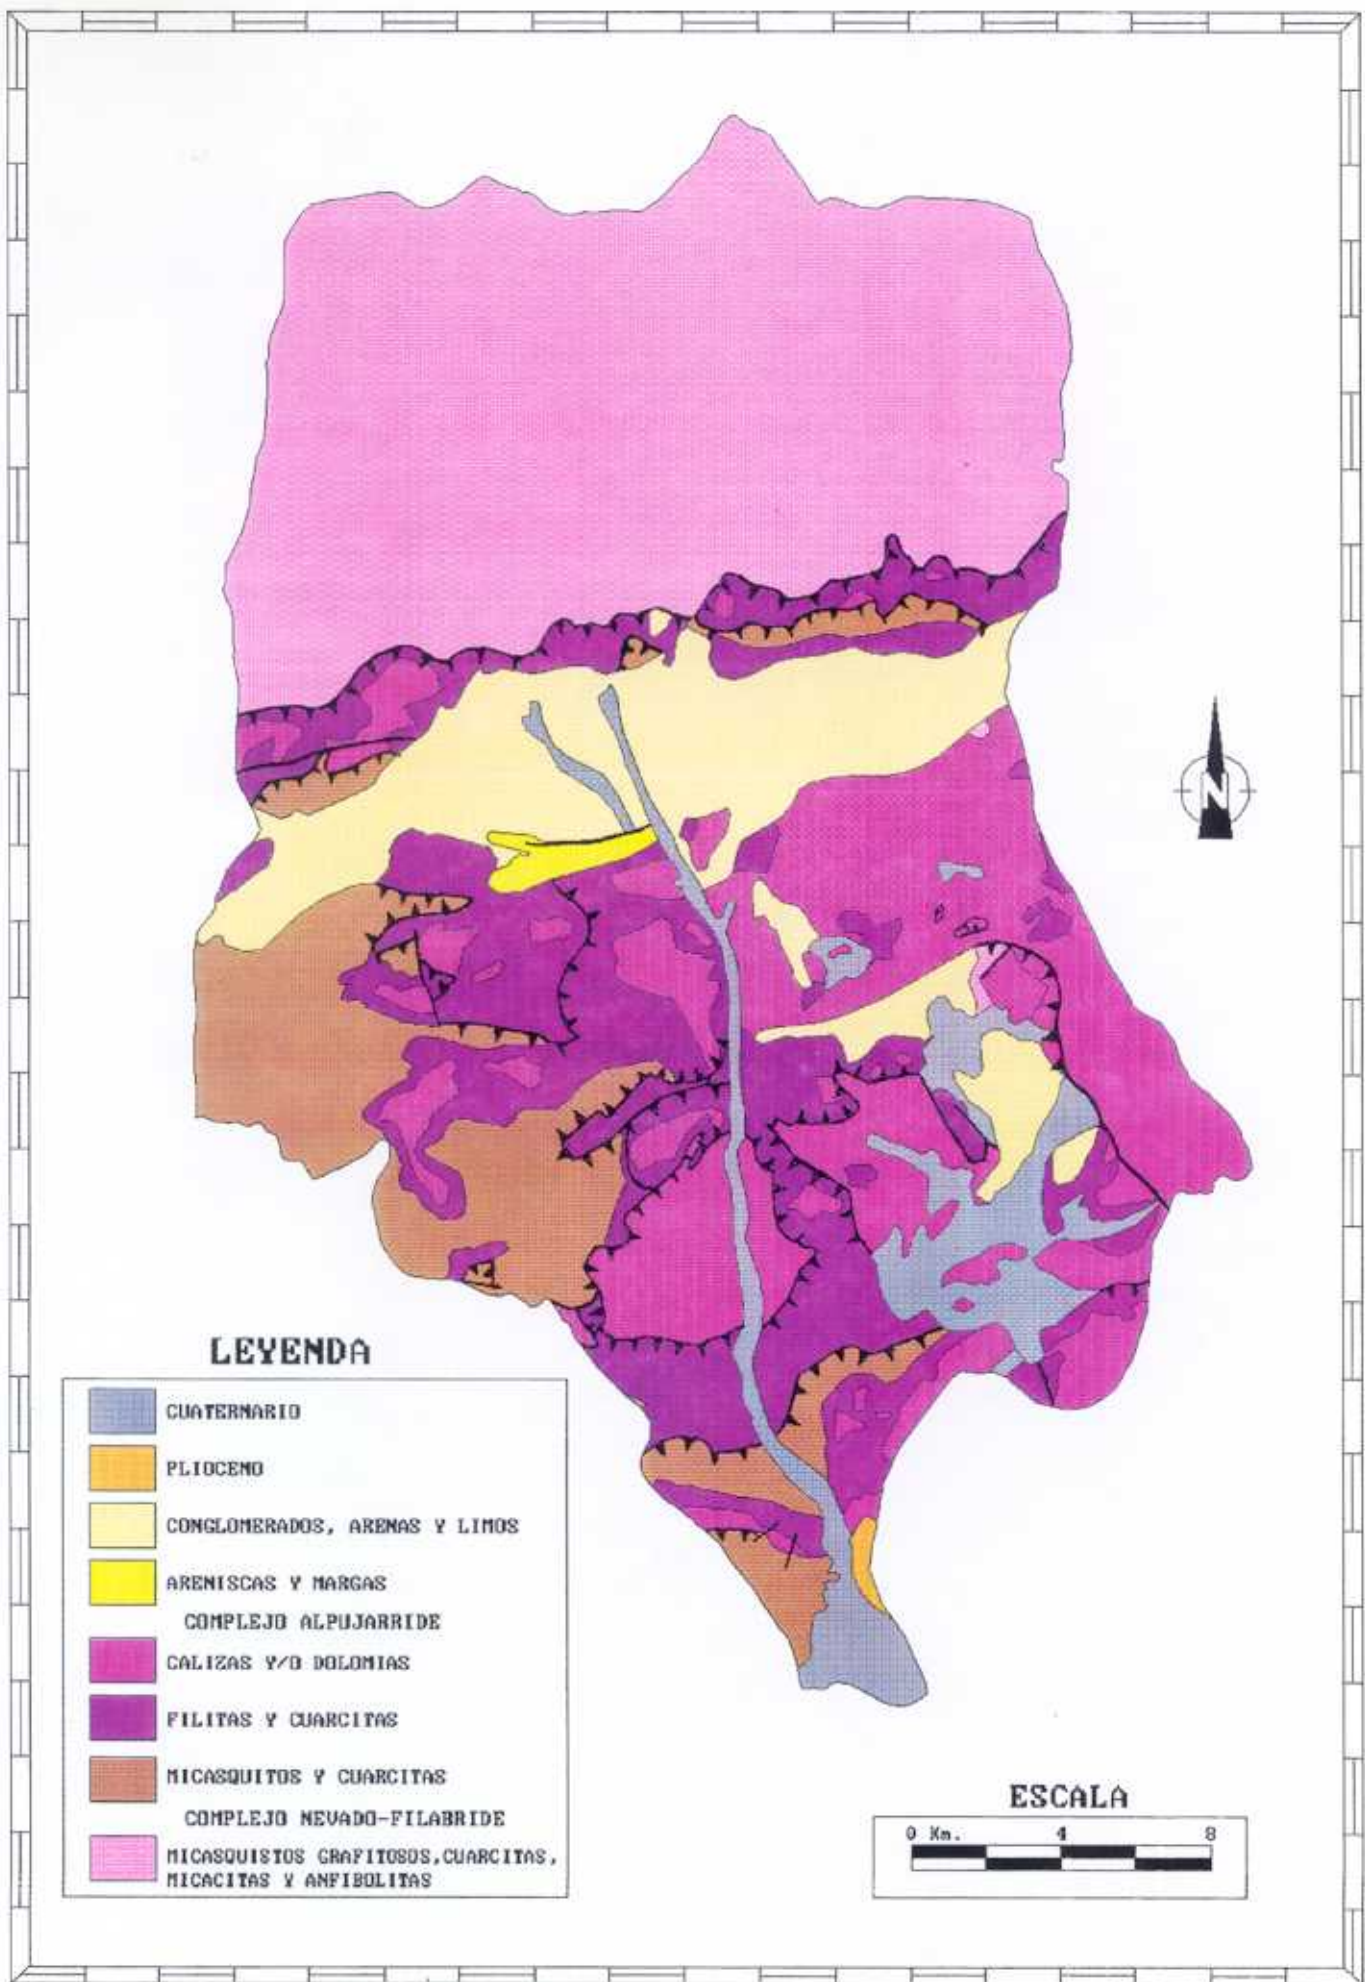 N
LEYENDA
CUATERNARIO
PLIOCENO
CONGLOMERADOS, ARENAS Y LIMOS
ARENISCAS Y MARGAS
COMPLEJO ALPUJARRIDE
CALIZAS Y/O DOLOMIAS
FILITAS Y CUARCITAS
MICASQUITOS Y CUARCITAS
COMPLEJO NEVADO-FILABRIDE
MICASQUISTOS GRAFITOSOS,CUARCITAS,
MICACITAS Y ANFIBOLITAS
ESCALA
0 Km. 4 8